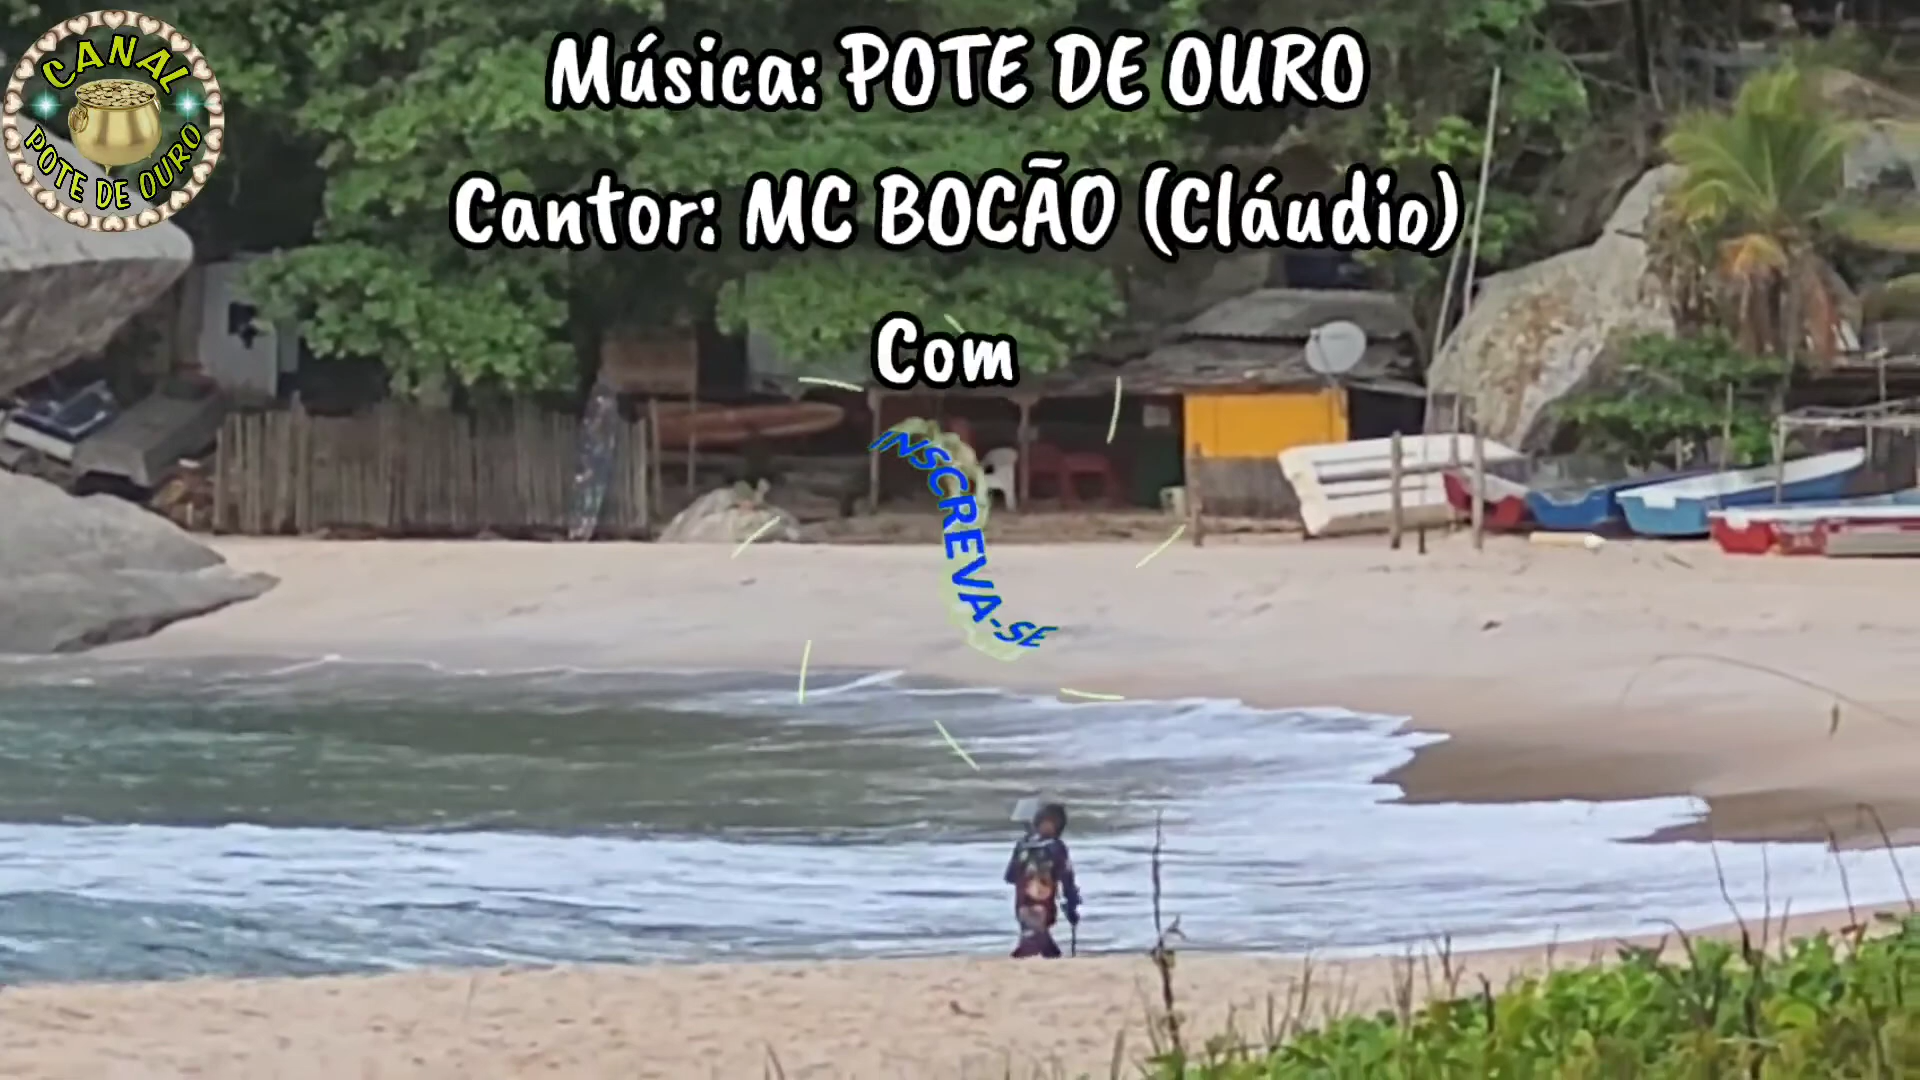 CANAL
POTE DE OURO
Música: POTE DE OURO
Cantor: MC BOCÃO (Cláudio)
Com
INSCREVA-SE